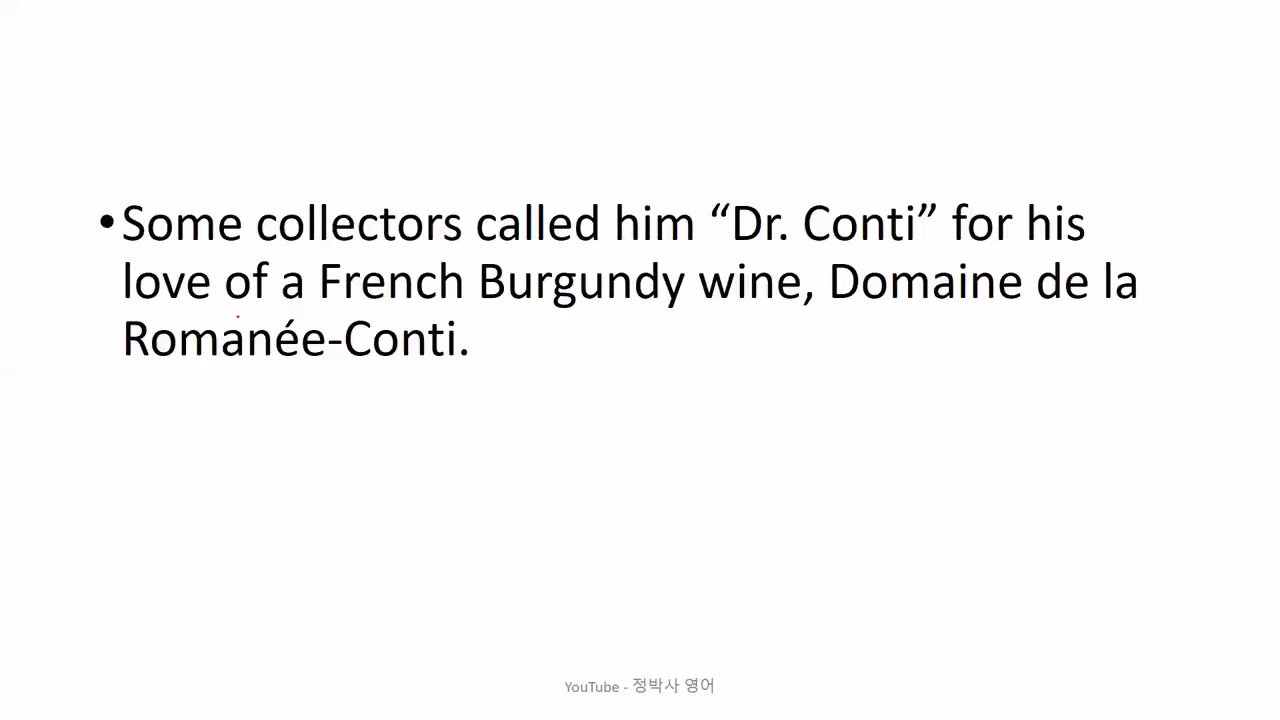 •Some collectors called him “Dr. Conti” for his
love of a French Burgundy wine, Domaine de la
Romanée-Conti.
YouTube - 정박사 영어